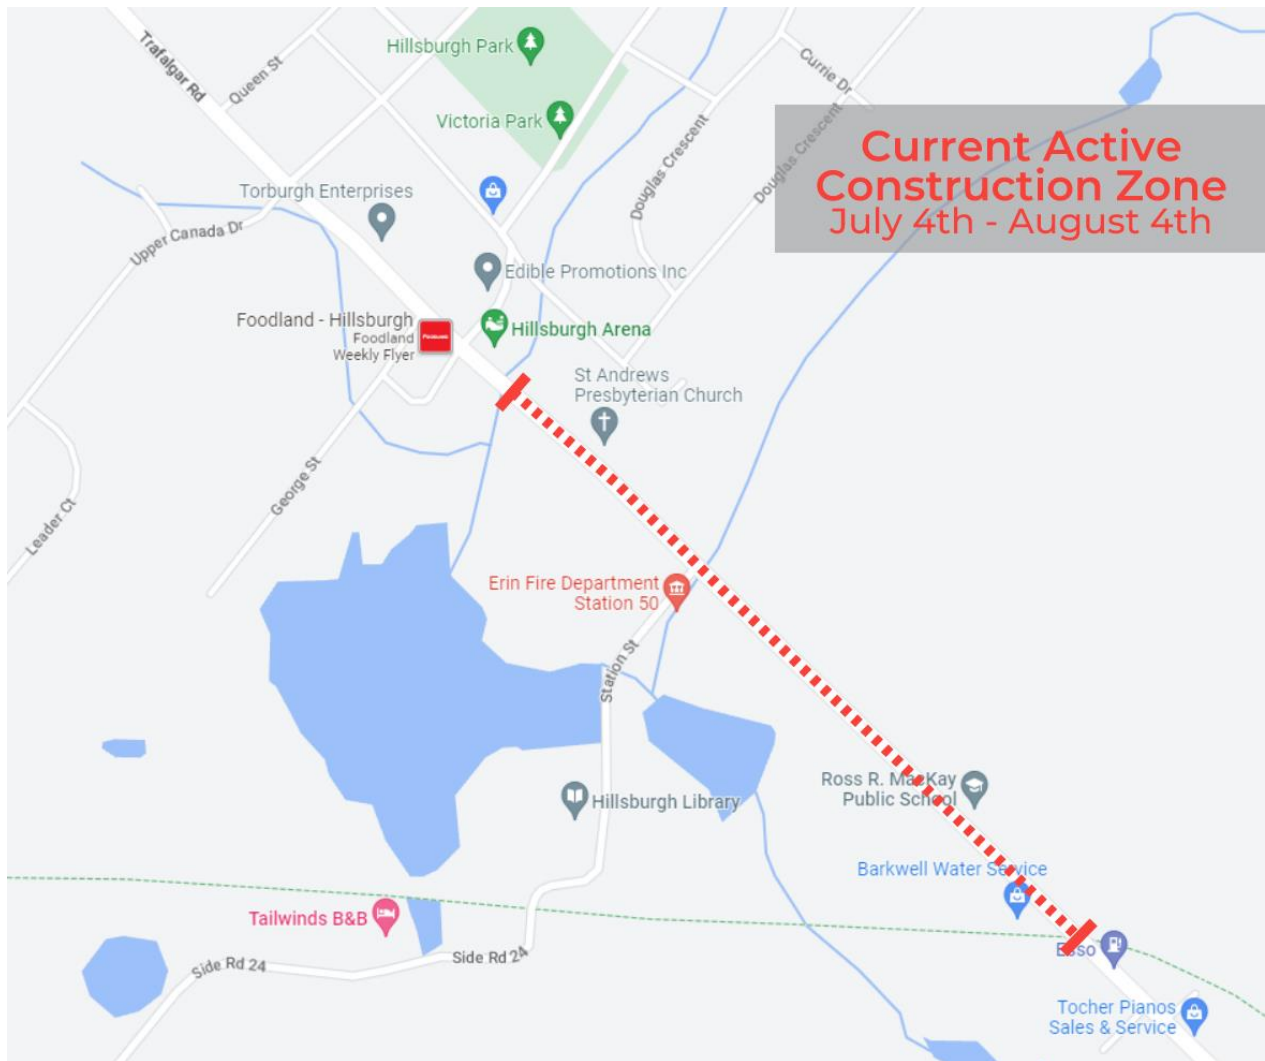 Trafalgar Rd
Queen St
Hillsburgh Park
Victoria Park
Currie Dr
Douglas Crescent
Douglas Crescent
Current Active
Construction Zone
July 4th - August 4th
Torburgh Enterprises
Upper Canada Dr
Edible Promotions Inc
Foodland - Hillsburgh
Foodland
Weekly Flyer
Hillsburgh Arena
St Andrews
Presbyterian Church
George St
Leader Ct
Erin Fire Department
Station 50
Station St
Ross R. MacKay
Public School
Hillsburgh Library
Barkwell Water Service
Tailwinds B&B
Side Rd 24
Side Rd 24
Esso
Tocher Pianos
Sales & Service